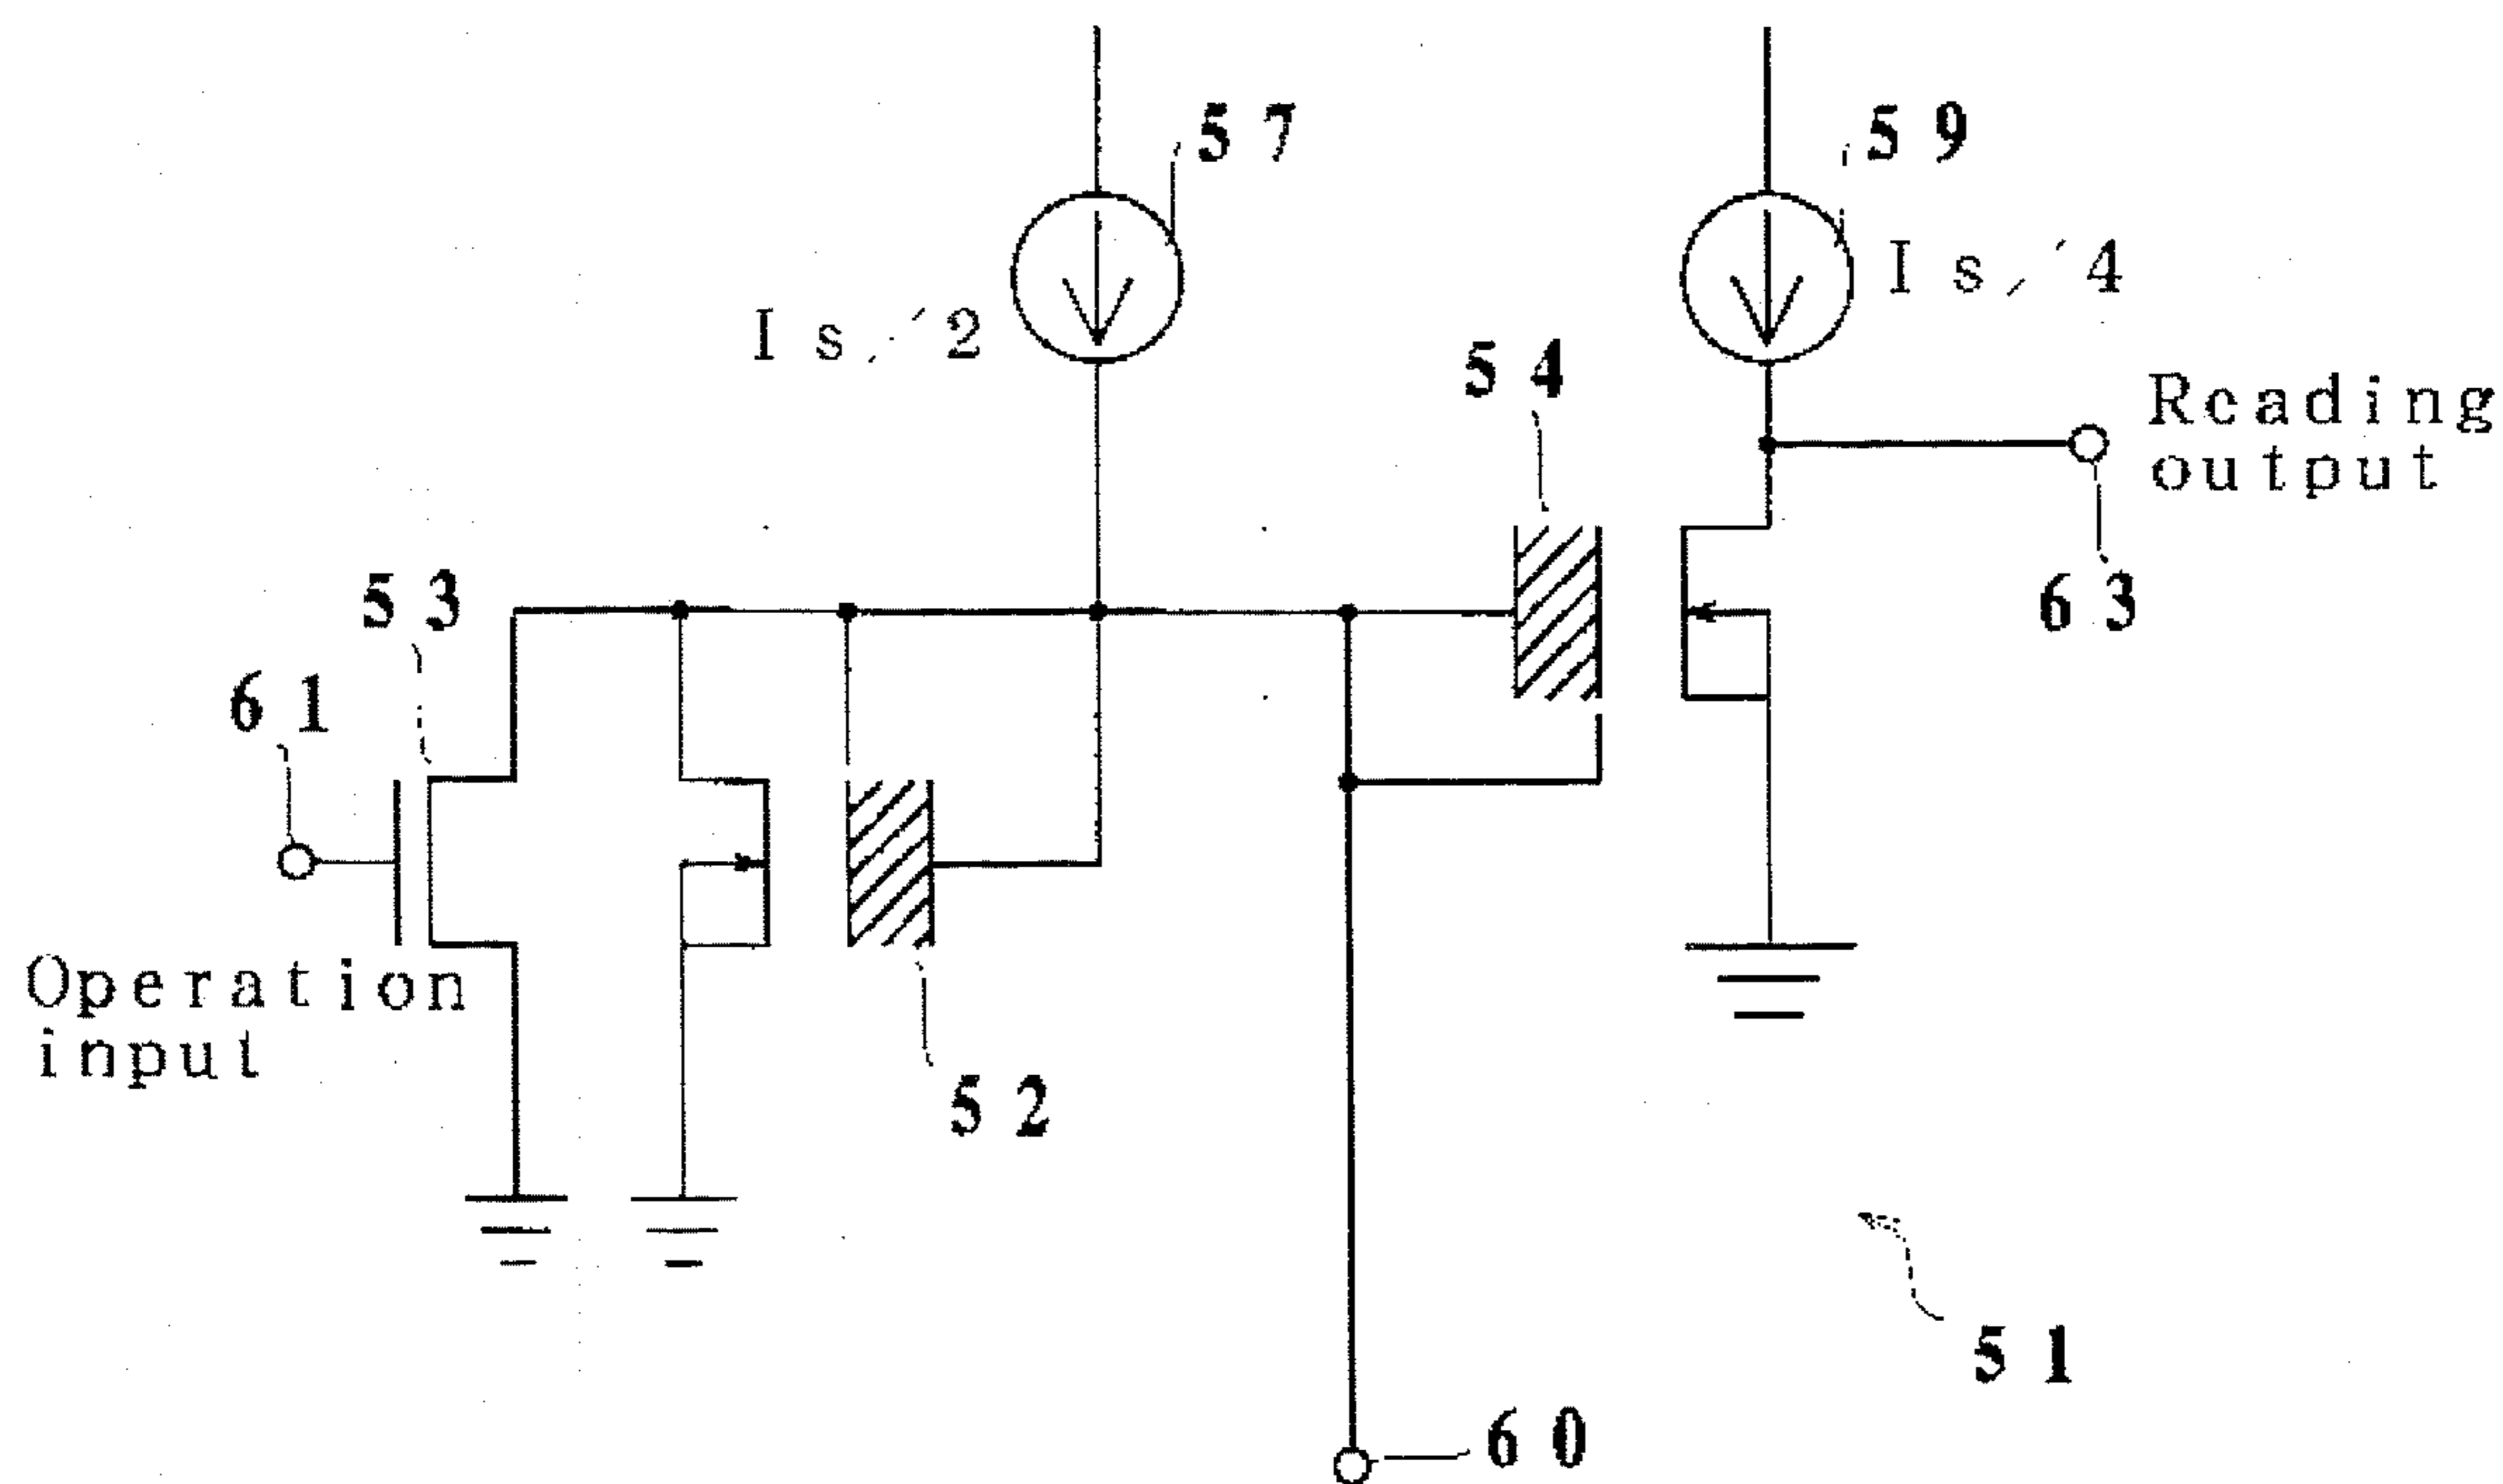 57
59
Is/2
Is/4
54
Reading
output
53
63
61
Operation
input
52
51
60